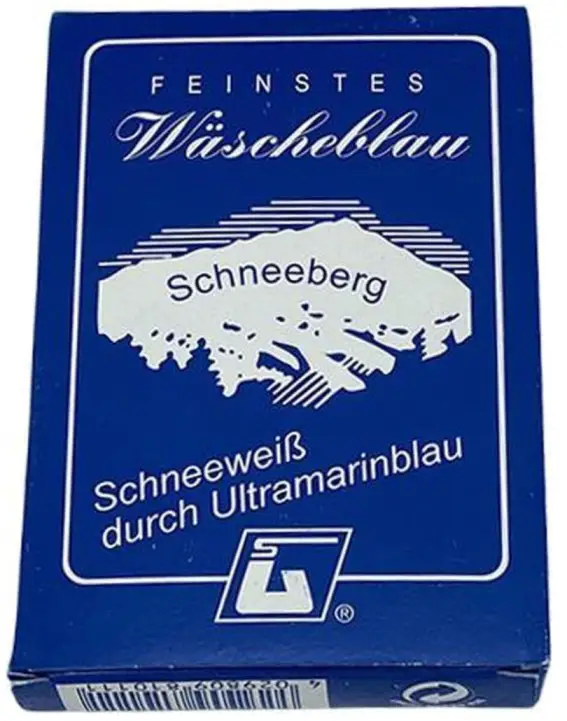 FEINSTES
Wäscheblau
Schneeberg
Schneeweiß
durch Ultramarinblau
®